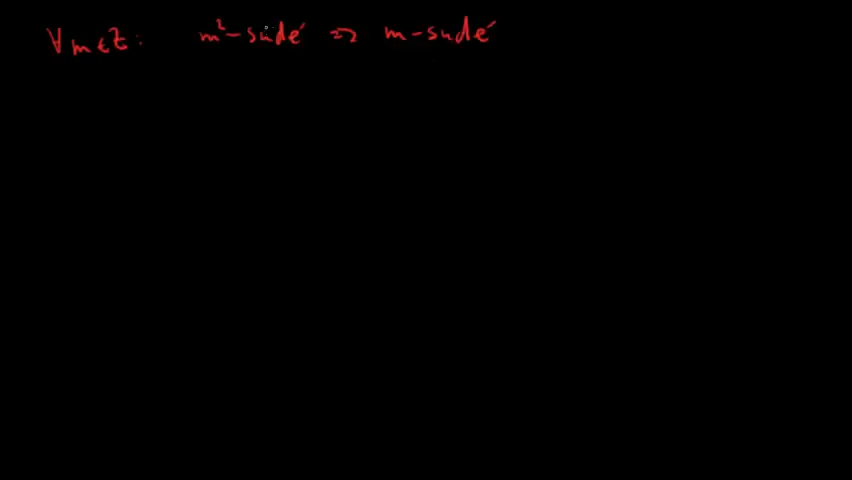 ∀m∈Z: m² - sudé ⇒ m - sudé